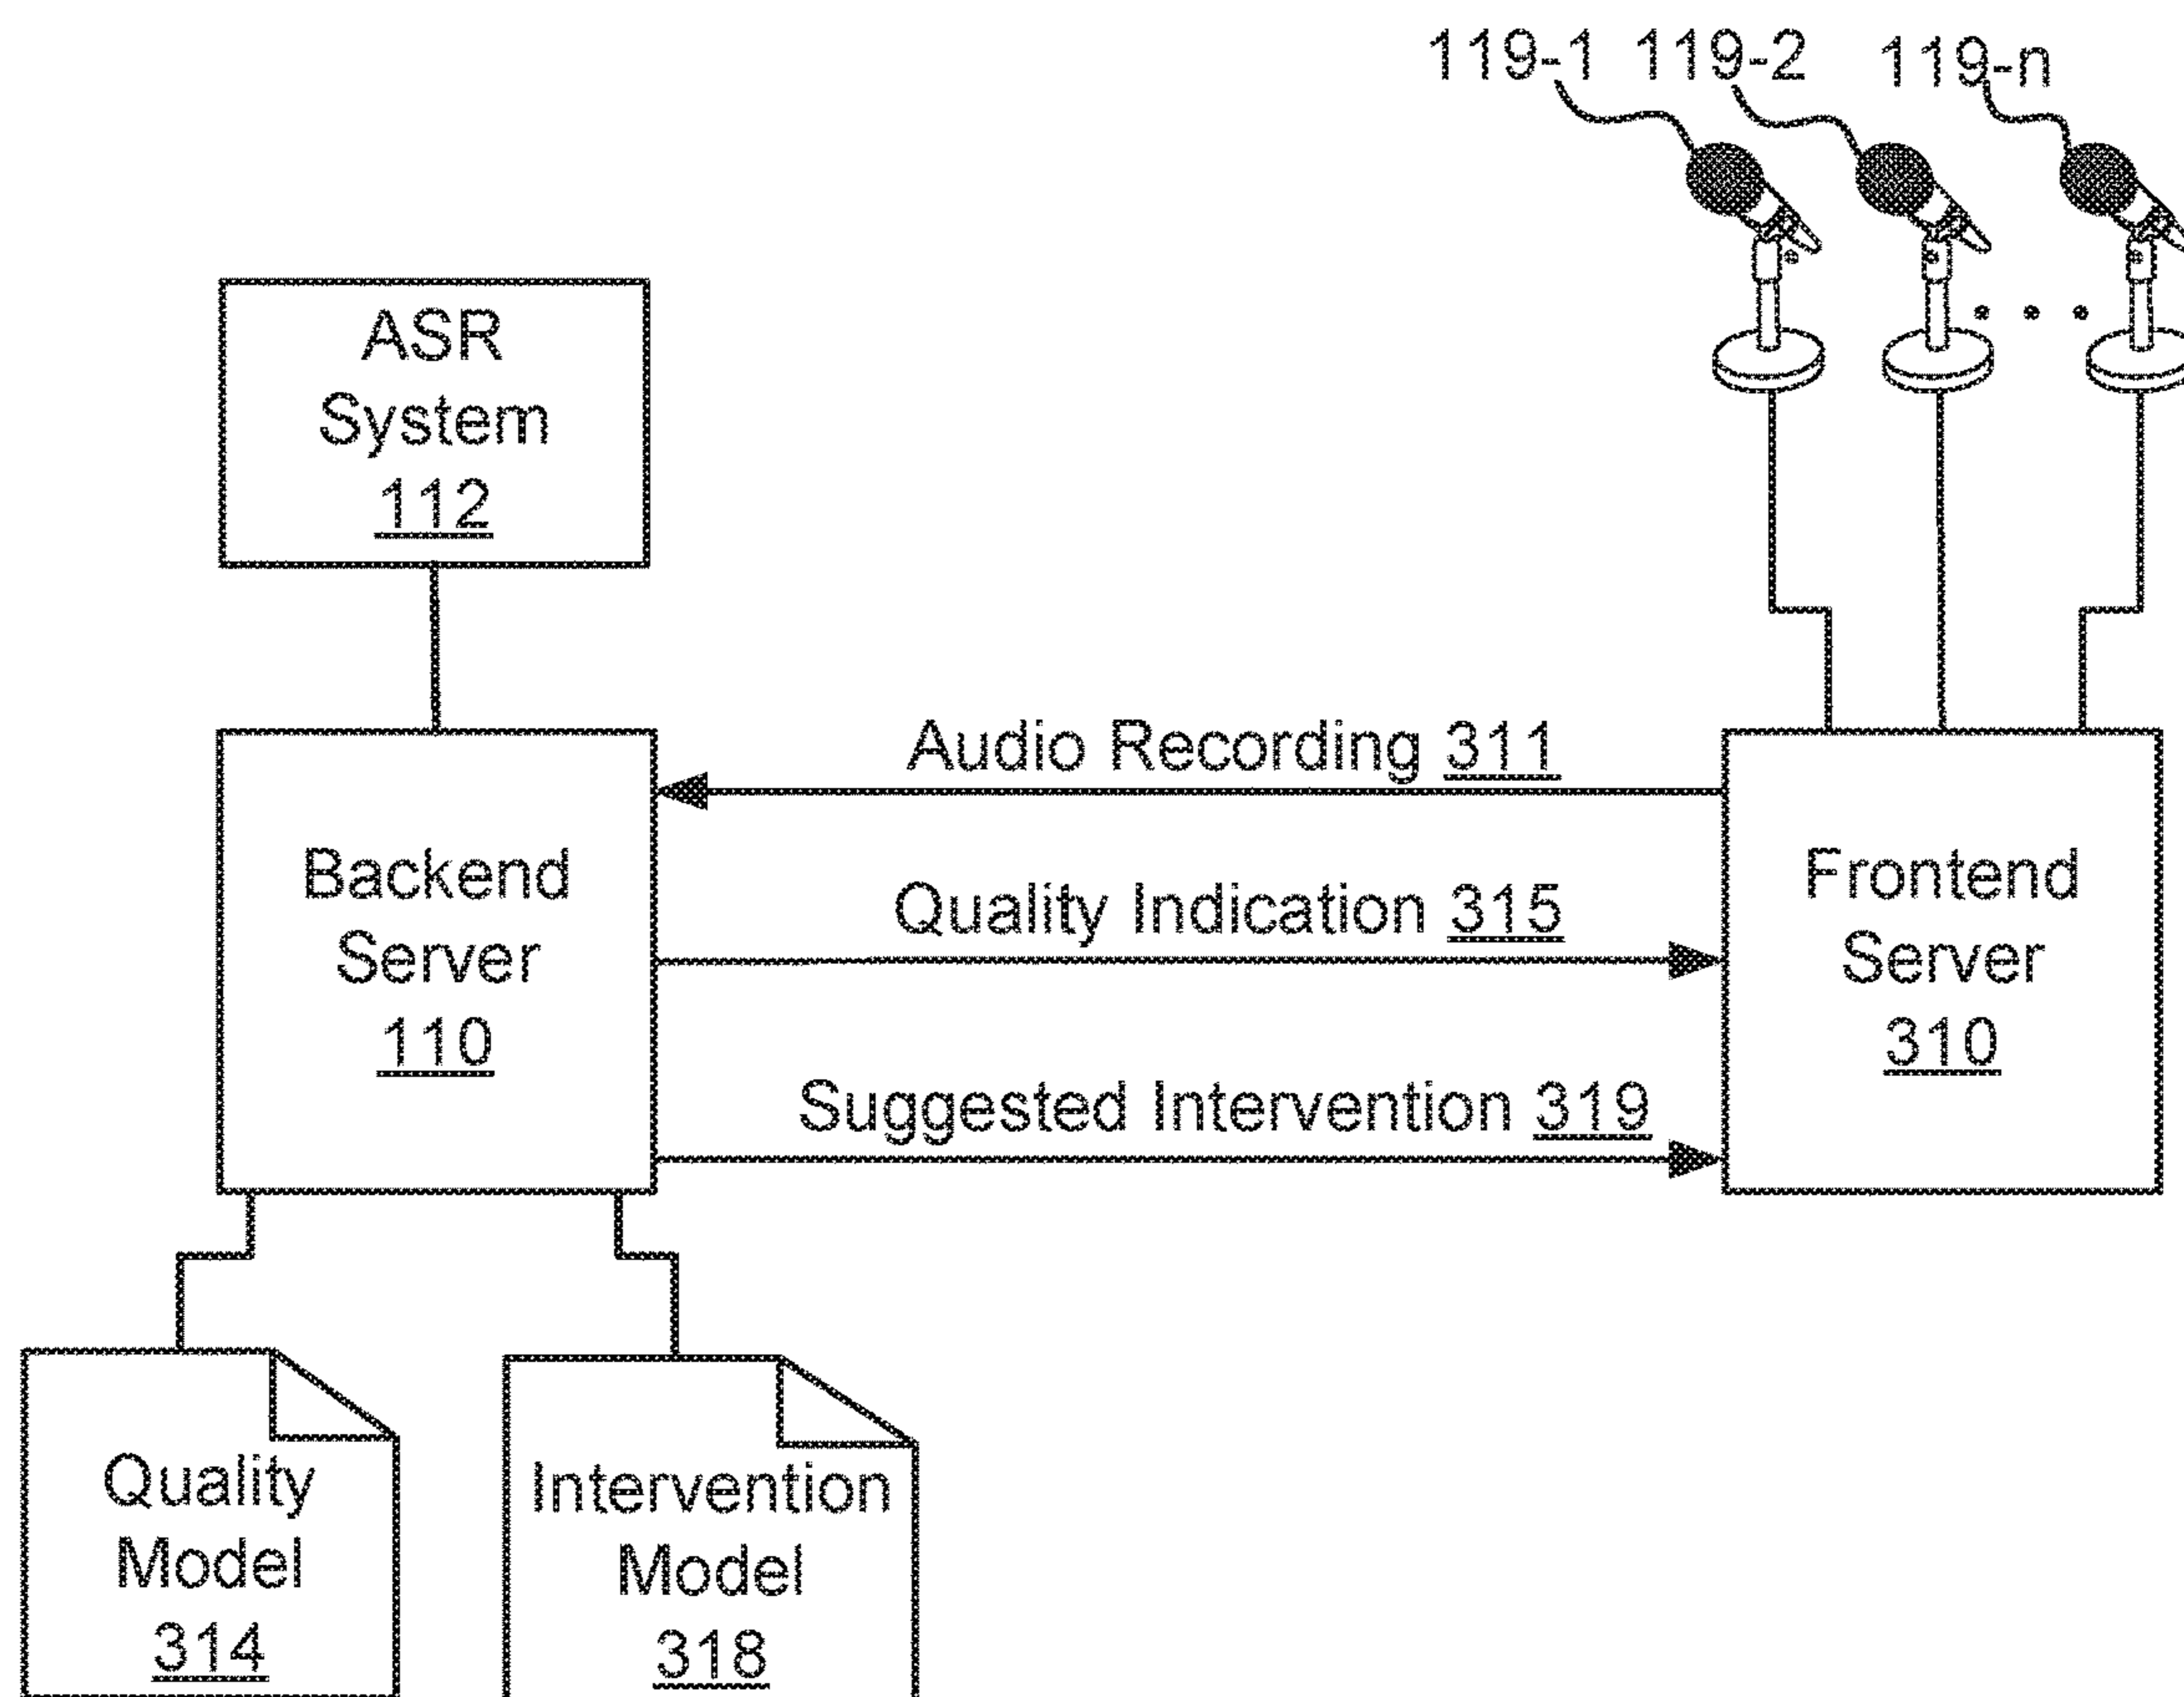 119-1 119-2 119-n
ASR
System
112
Audio Recording 311
Backend
Server
110
Quality Indication 315
Frontend
Server
310
Suggested Intervention 319
Quality
Model
314
Intervention
Model
318